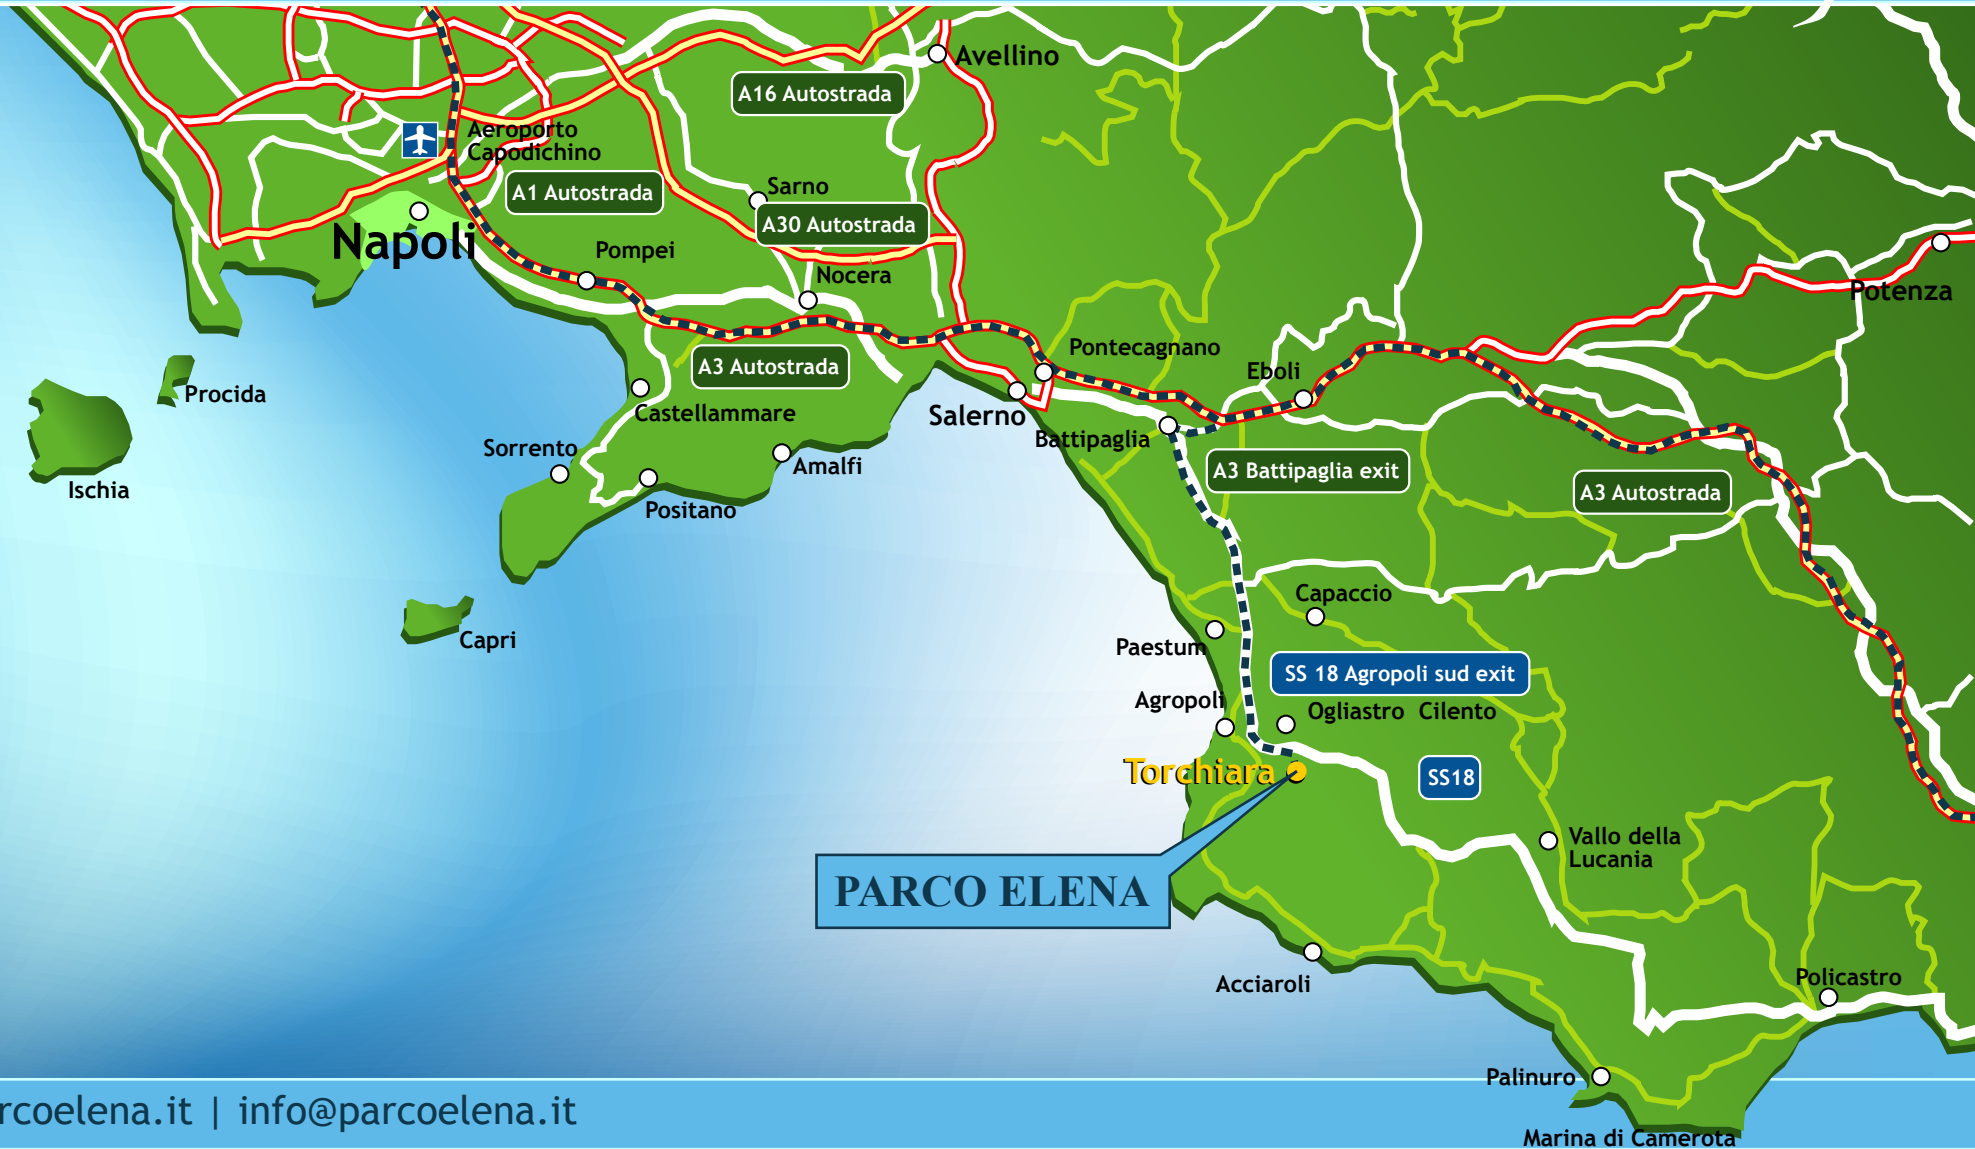 Avellino
A16 Autostrada
Aeroporto
Capodichino
A1 Autostrada
Sarno
A30 Autostrada
Napoli
Pompei
Nocera
Potenza
Pontecagnano
A3 Autostrada
Eboli
Procida
Castellammare
Salerno
Battipaglia
Sorrento
Amalfi
A3 Battipaglia exit
A3 Autostrada
Ischia
Positano
Capaccio
Capri
Paestum
SS 18 Agropoli sud exit
Agropoli
Ogliastro Cilento
Torchiara
SS18
Vallo della
Lucania
PARCO ELENA
Acciaroli
Policastro
Palinuro
rcoelena.it | info@parcoelena.it
Marina di Camerota